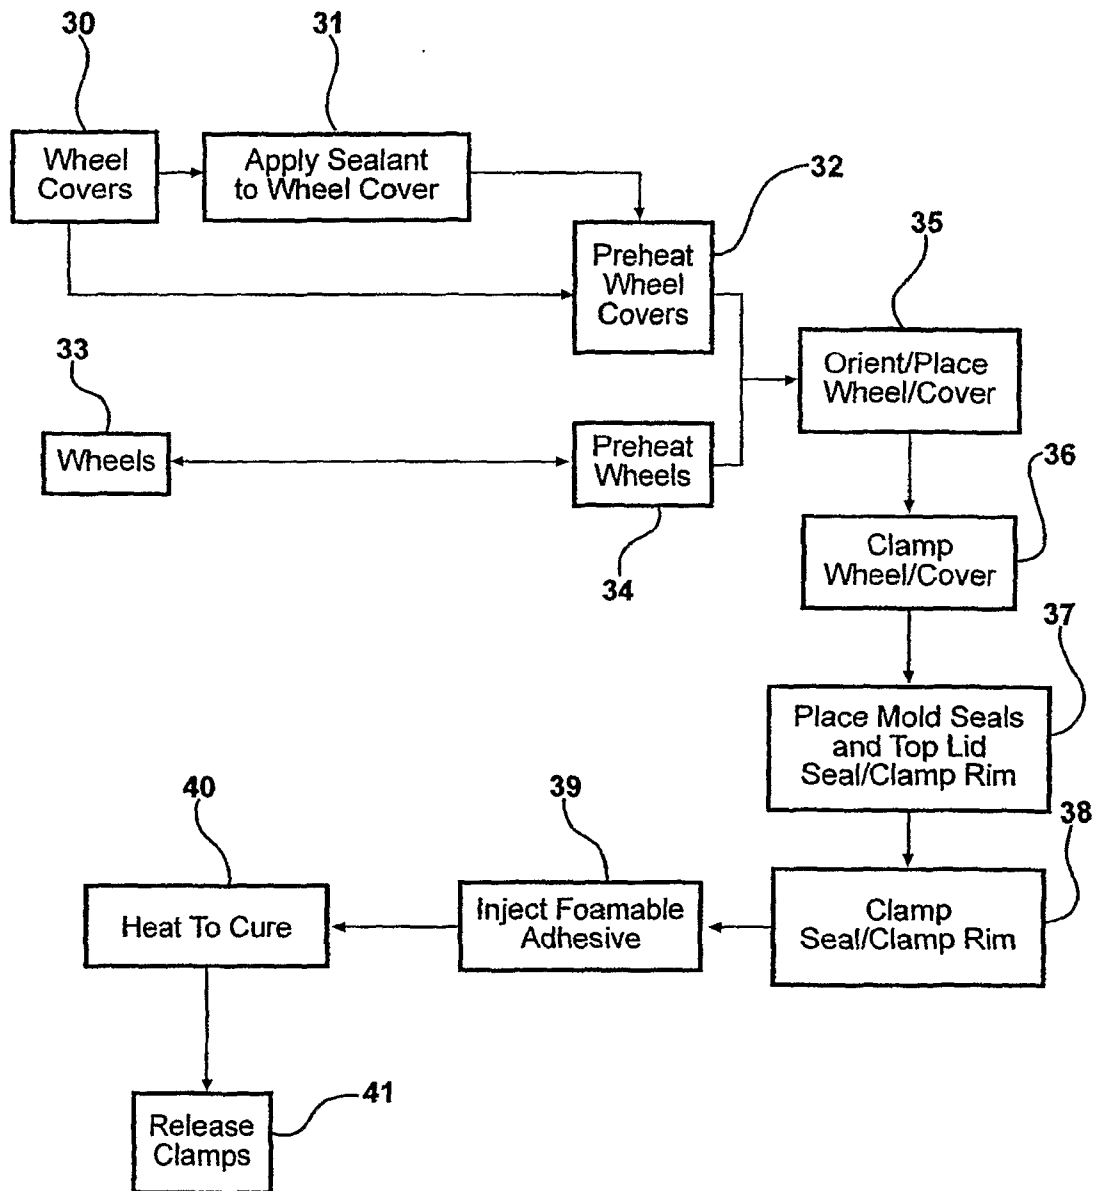 30
31
Wheel
Covers
Apply Sealant
to Wheel Cover
32
Preheat
Wheel
Covers
35
33
Orient/Place
Wheel/Cover
Wheels
Preheat
Wheels
34
36
Clamp
Wheel/Cover
37
Place Mold Seals
and Top Lid
Seal/Clamp Rim
40
39
38
Heat To Cure
Inject Foamable
Adhesive
Clamp
Seal/Clamp Rim
41
Release
Clamps